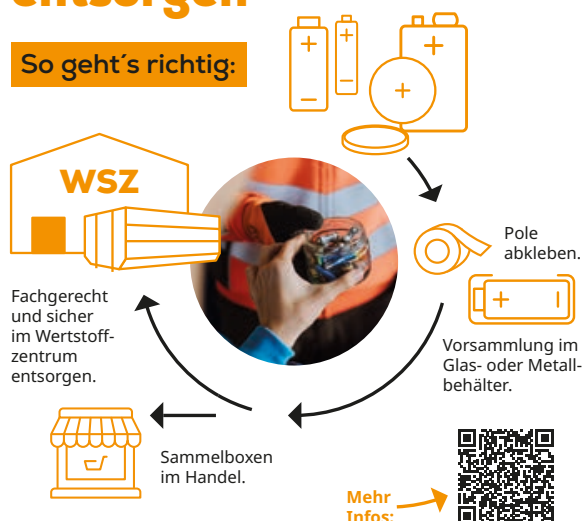 entsorgen
So geht´s richtig:
WSZ
Pole
abkleben.
Vorsammlung im
Glas- oder Metall-
behälter.
Fachgerecht
und sicher
im Wertstoff-
zentrum
entsorgen.
Sammelboxen
im Handel.
Mehr
Infos: